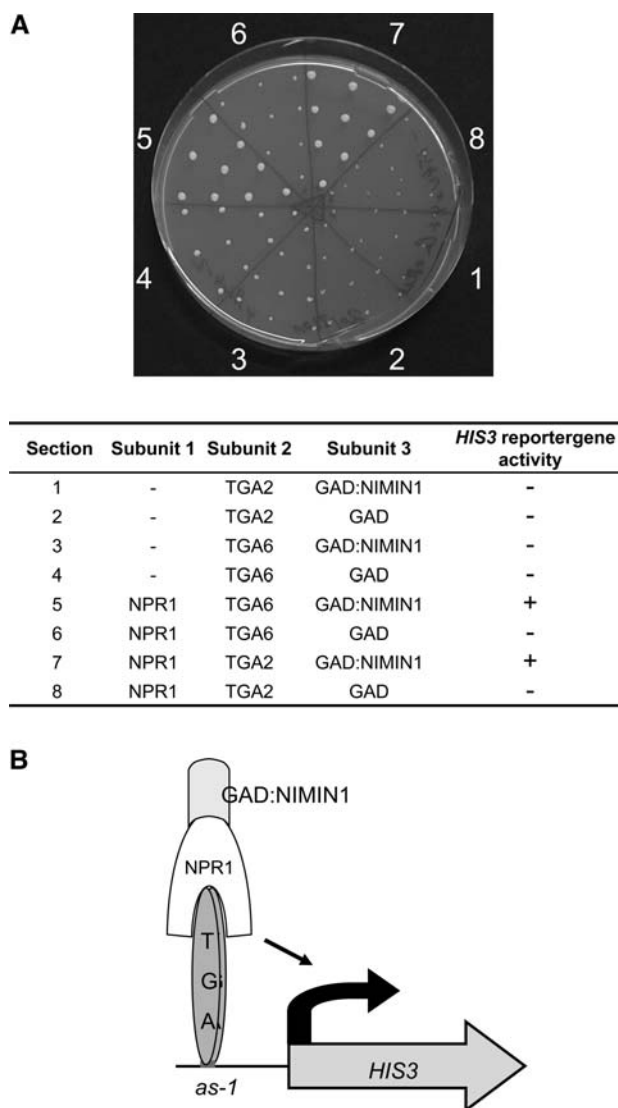 A
6 7
5 8
4 1
3 2
Section Subunit 1 Subunit 2 Subunit 3 HIS3 reportergene activity
1 - TGA2 GAD:NIMIN1 -
2 - TGA2 GAD -
3 - TGA6 GAD:NIMIN1 -
4 - TGA6 GAD -
5 NPR1 TGA6 GAD:NIMIN1 +
6 NPR1 TGA6 GAD -
7 NPR1 TGA2 GAD:NIMIN1 +
8 NPR1 TGA2 GAD -
B
GAD:NIMIN1
NPR1
T
G
A
as-1
HIS3